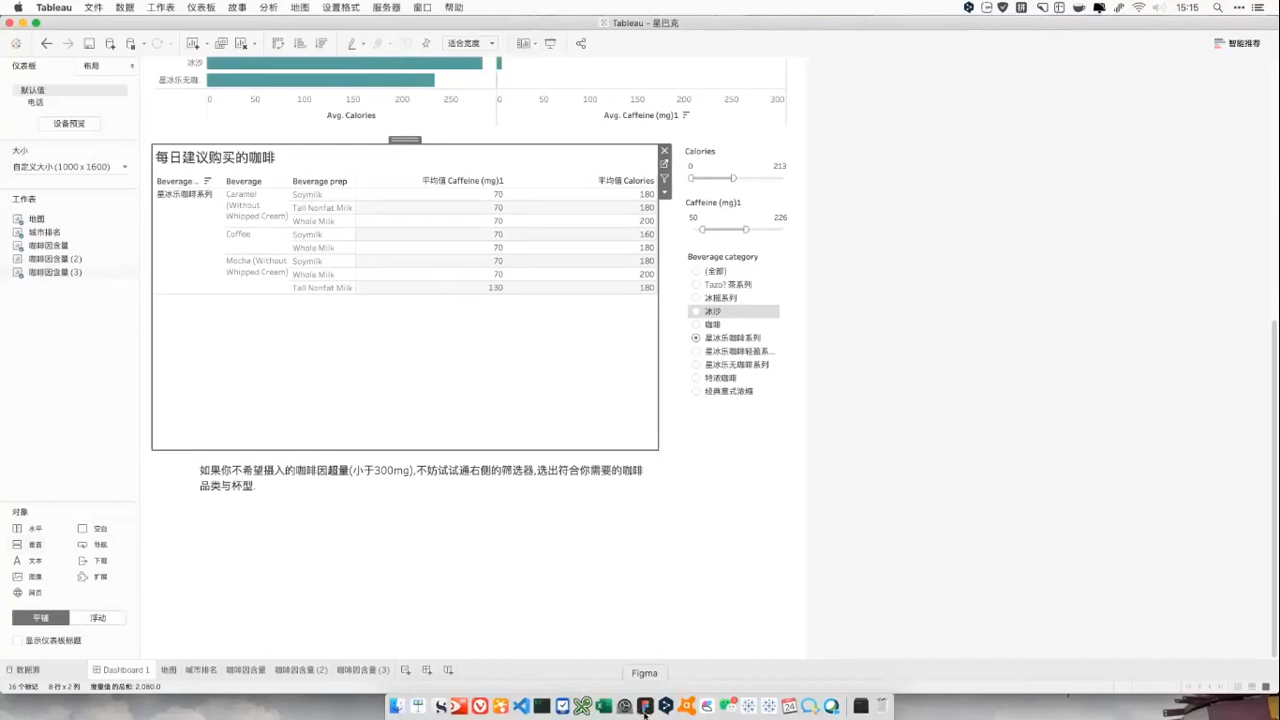 Tableau 文件 数据 工作表 仪表板 故事 分析 地图 设置格式 服务器 窗口 帮助 15:15
Tableau - 星巴克
适合宽度 智能推荐
仪表板 布局
默认值
电话
设备预览
大小
自定义大小 (1000 x 1600)
工作表
地图
城市排名
咖啡因含量
咖啡因含量 (2)
咖啡因含量 (3)
对象
水平 空白
垂直 导航
文本 下载
图像 扩展
网页
平铺 浮动
显示仪表板标题
冰沙
星冰乐无咖..
0 50 100 150 200 250 0 50 100 150 200 250 300
Avg. Calories Avg. Caffeine (mg)1
每日建议购买的咖啡
Beverage .. Beverage Beverage prep 平均值 Caffeine (mg)1 平均值 Calories
星冰乐咖啡系列 Caramel (Without Whipped Cream) Soymilk 70 180
Tall Nonfat Milk 70 180
Whole Milk 70 200
Coffee Soymilk 70 160
Whole Milk 70 180
Mocha (Without Whipped Cream) Soymilk 70 180
Whole Milk 70 200
Tall Nonfat Milk 130 180
如果你不希望摄入的咖啡因超量(小于300mg),不妨试试通右侧的筛选器,选出符合你需要的咖啡
品类与杯型.
Calories
0 213
Caffeine (mg)1
50 226
Beverage category
(全部)
Tazo? 茶系列
冰摇系列
冰沙
咖啡
星冰乐咖啡系列
星冰乐咖啡轻盈系...
星冰乐无咖啡系列
特浓咖啡
经典意式浓缩
数据源 Dashboard 1 地图 城市排名 咖啡因含量 咖啡因含量 (2) 咖啡因含量 (3)
Figma
16 个标记 8 行 x 2 列 度量值 的总和: 2,080.0